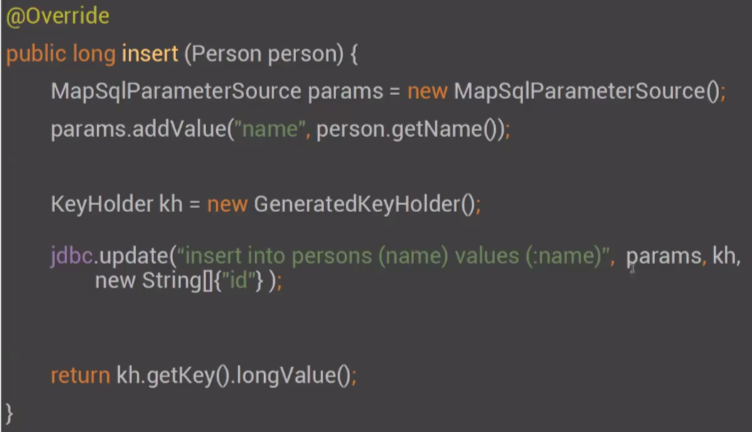 @Override
public long insert (Person person) {
MapSqlParameterSource params = new MapSqlParameterSource();
params.addValue("name", person.getName());
KeyHolder kh = new GeneratedKeyHolder();
jdbc.update("insert into persons (name) values (:name)", params, kh,
new String[]{"id"} );
return kh.getKey().longValue();
}